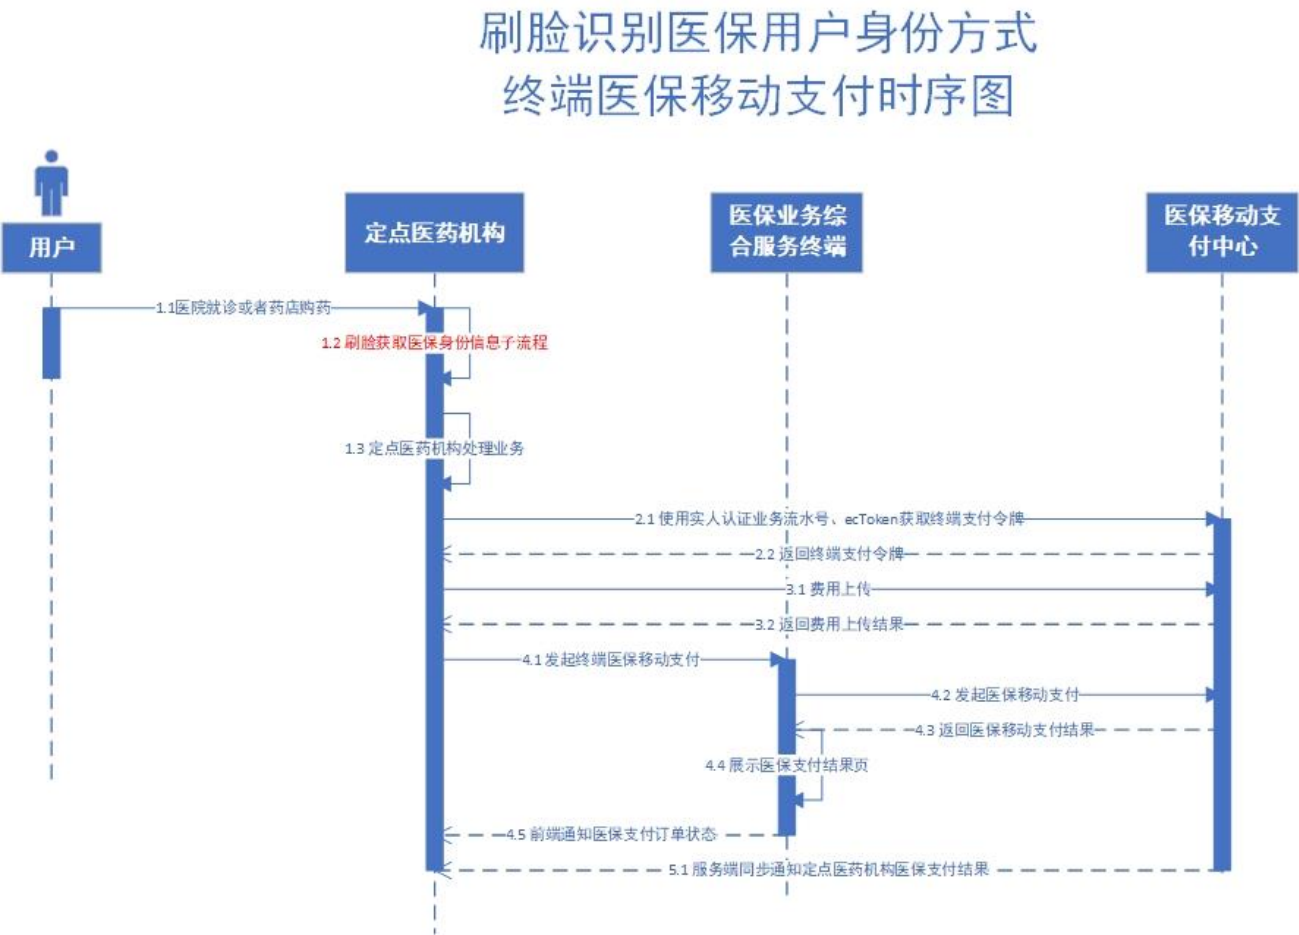 刷脸识别医保用户身份方式
终端医保移动支付时序图
用户
定点医药机构
医保业务综
合服务终端
医保移动支
付中心
1.1医院就诊或者药店购药
1.2 刷脸获取医保身份信息子流程
1.3 定点医药机构处理业务
2.1 使用实人认证业务流水号、ecToken获取终端支付令牌
2.2 返回终端支付令牌
3.1 费用上传
3.2 返回费用上传结果
4.1 发起终端医保移动支付
4.2 发起医保移动支付
4.3 返回医保移动支付结果
4.4 展示医保支付结果页
4.5 前端通知医保支付订单状态
5.1 服务端同步通知定点医药机构医保支付结果